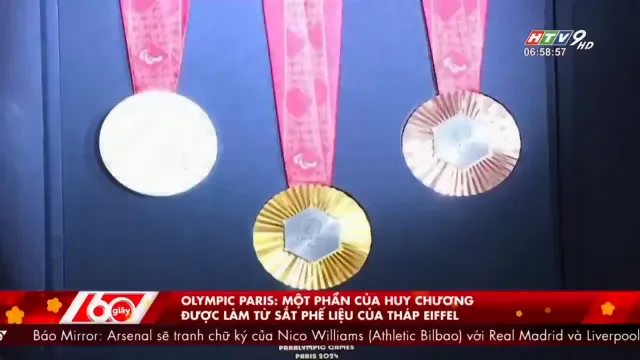 HTV9 HD
06:58:57
60 giây
OLYMPIC PARIS: MỘT PHẦN CỦA HUY CHƯƠNG
ĐƯỢC LÀM TỪ SẮT PHẾ LIỆU CỦA THÁP EIFFEL
Báo Mirror: Arsenal sẽ tranh chữ ký của Nico Williams (Athletic Bilbao) với Real Madrid và Liverpool
PARALYMPIC GAMES
PARIS 2024